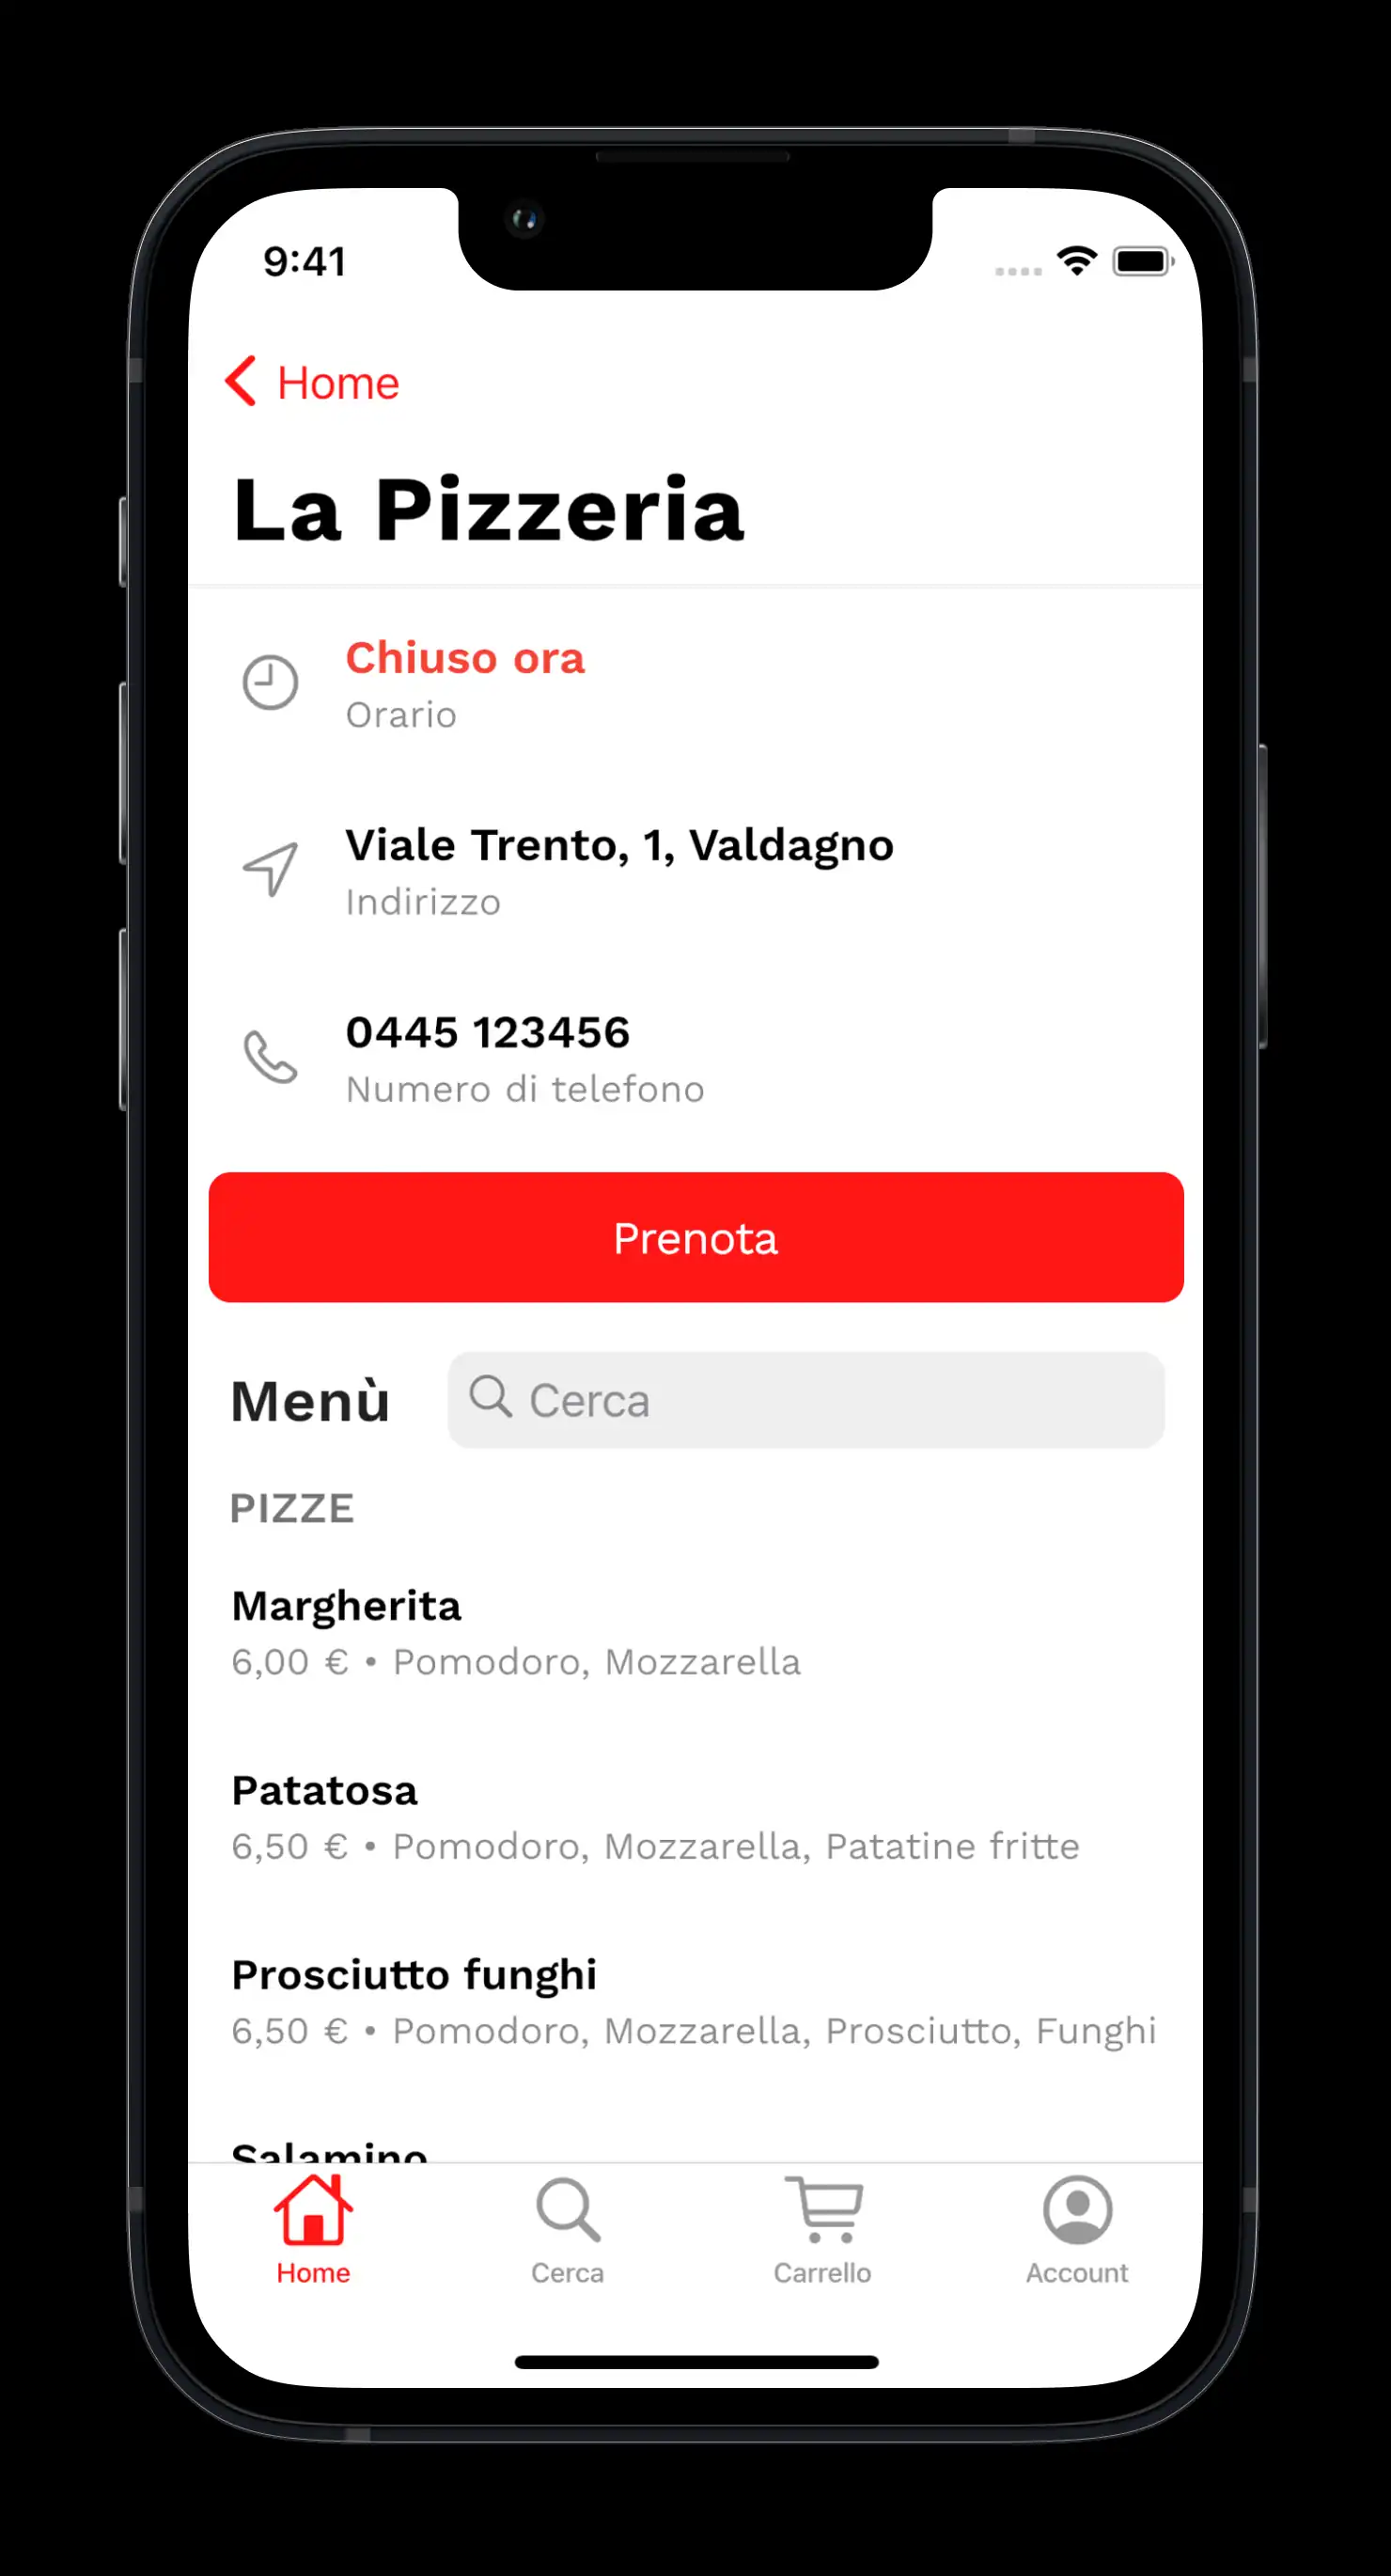 9:41
Home
La Pizzeria
Chiuso ora
Orario
Viale Trento, 1, Valdagno
Indirizzo
0445 123456
Numero di telefono
Prenota
Menù
Cerca
PIZZE
Margherita
6,00 € • Pomodoro, Mozzarella
Patatosa
6,50 € • Pomodoro, Mozzarella, Patatine fritte
Prosciutto funghi
6,50 € • Pomodoro, Mozzarella, Prosciutto, Funghi
Salamino
Home
Cerca
Carrello
Account